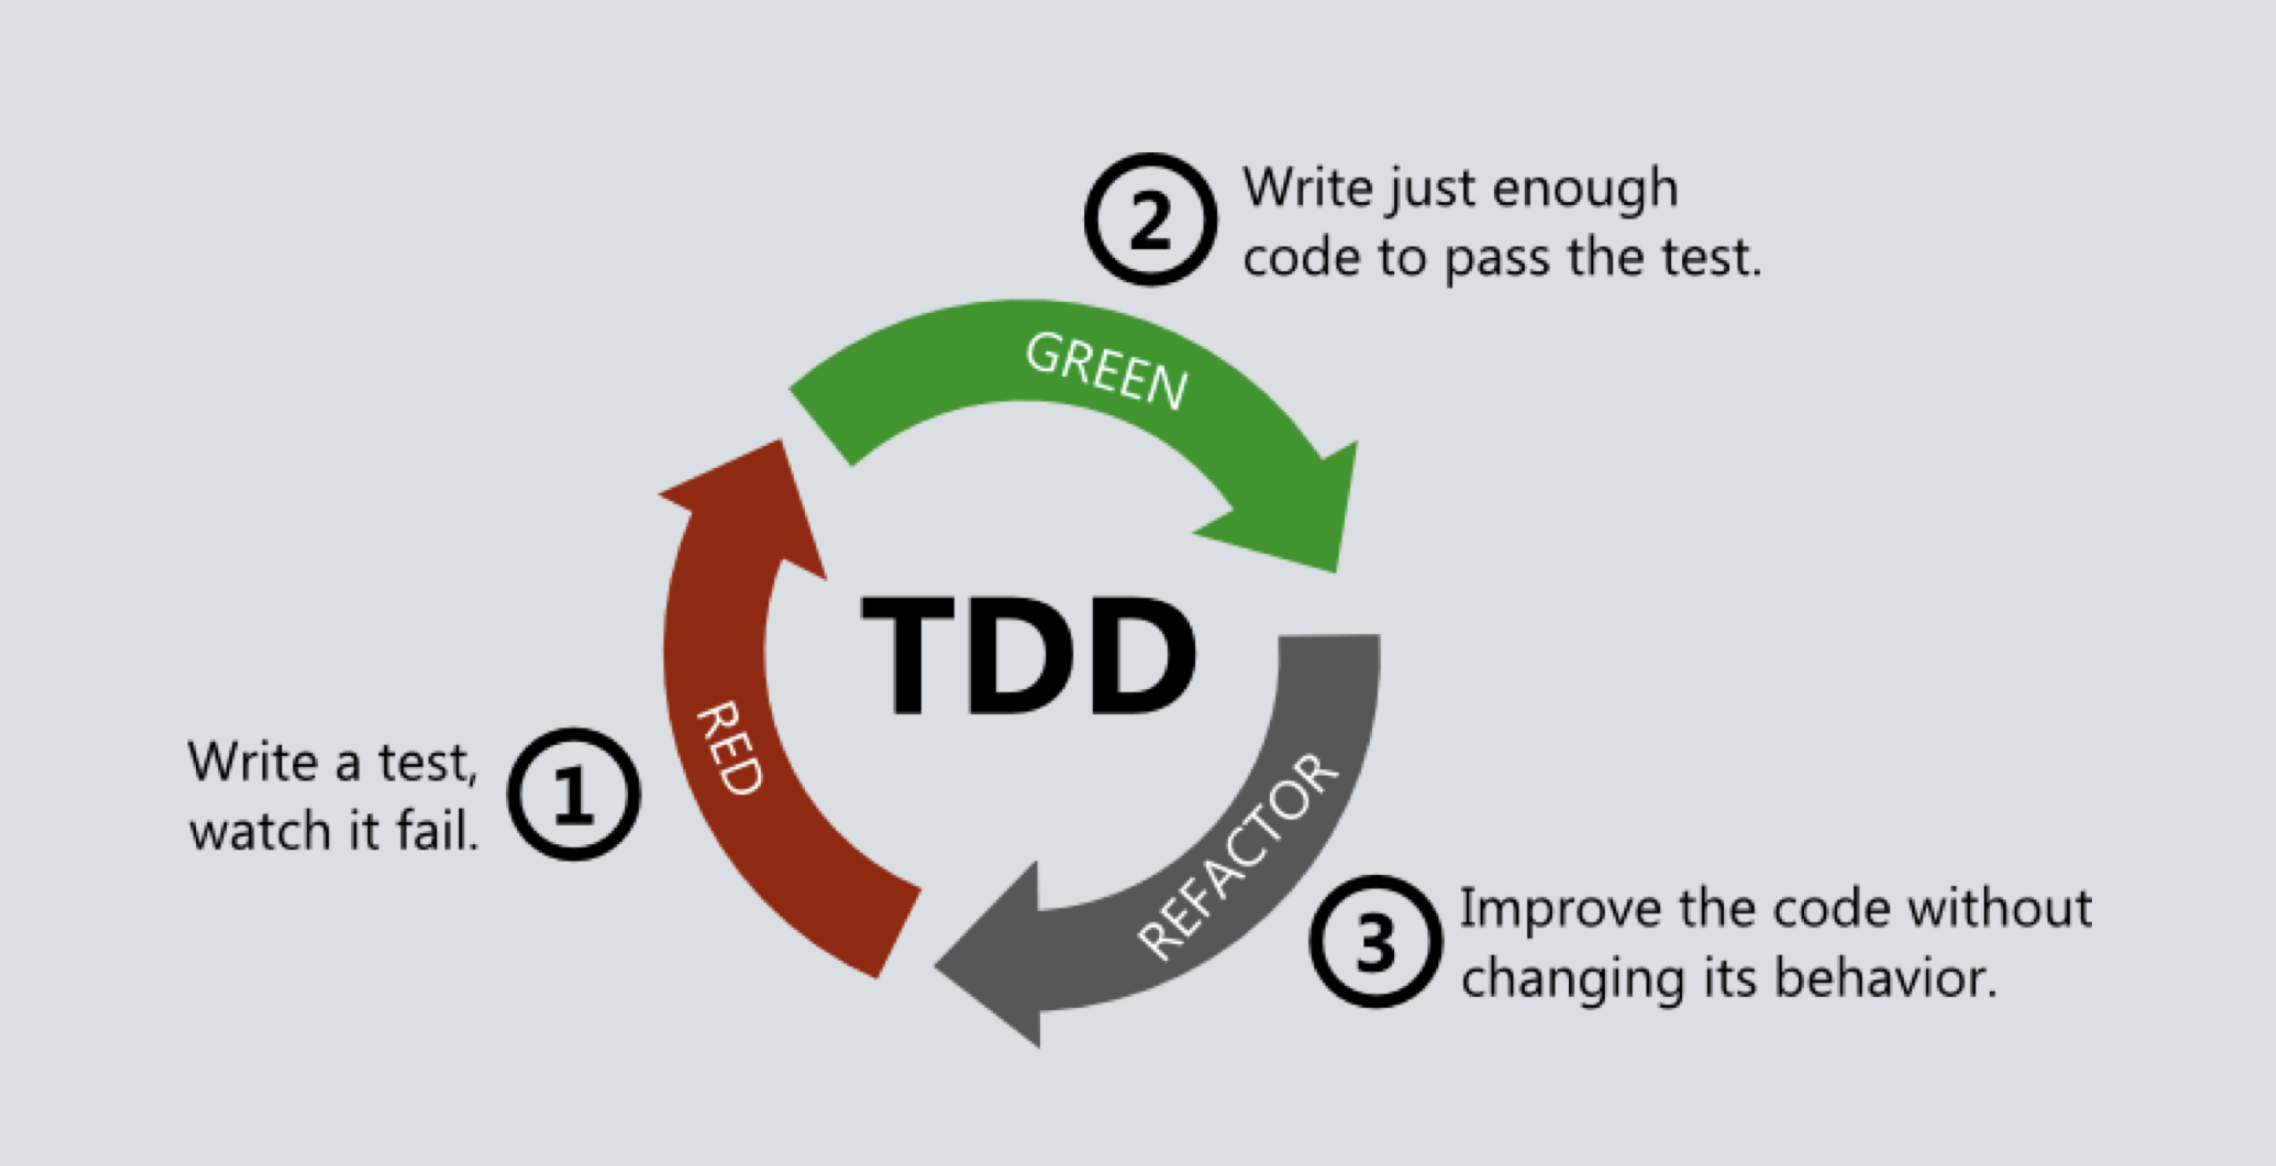 2
Write just enough
code to pass the test.
GREEN
TDD
RED
Write a test,
watch it fail.
1
REFACTOR
3
Improve the code without
changing its behavior.